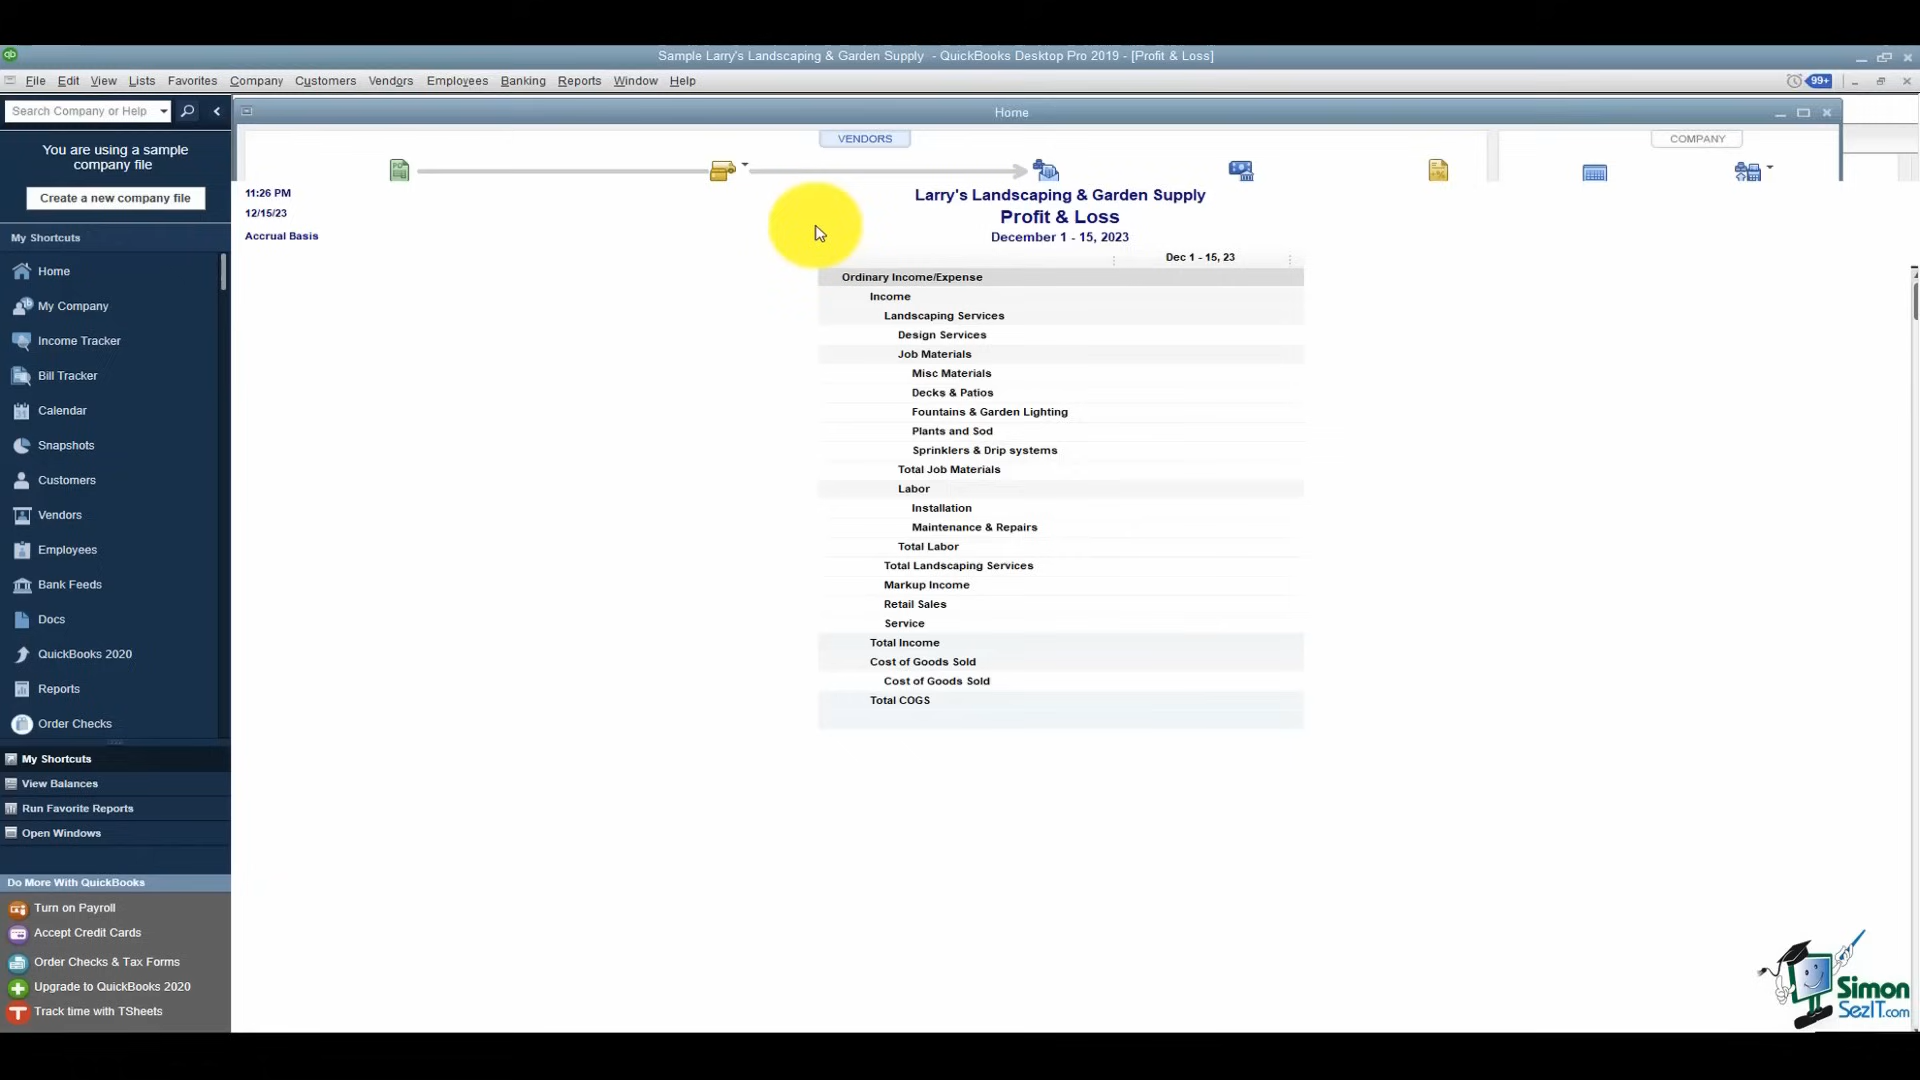 Sample Larry's Landscaping & Garden Supply - QuickBooks Desktop Pro 2019 - [Profit & Loss]
File Edit View Lists Favorites Company Customers Vendors Employees Banking Reports Window Help
99+
Search Company or Help
Home
VENDORS
COMPANY
You are using a sample
company file
Create a new company file
My Shortcuts
Home
My Company
Income Tracker
Bill Tracker
Calendar
Snapshots
Customers
Vendors
Employees
Bank Feeds
Docs
QuickBooks 2020
Reports
Order Checks
My Shortcuts
View Balances
Run Favorite Reports
Open Windows
Do More With QuickBooks
Turn on Payroll
Accept Credit Cards
Order Checks & Tax Forms
Upgrade to QuickBooks 2020
Track time with TSheets
11:26 PM
12/15/23
Accrual Basis
Larry's Landscaping & Garden Supply
Profit & Loss
December 1 - 15, 2023
Dec 1 - 15, 23
Ordinary Income/Expense
Income
Landscaping Services
Design Services
Job Materials
Misc Materials
Decks & Patios
Fountains & Garden Lighting
Plants and Sod
Sprinklers & Drip systems
Total Job Materials
Labor
Installation
Maintenance & Repairs
Total Labor
Total Landscaping Services
Markup Income
Retail Sales
Service
Total Income
Cost of Goods Sold
Cost of Goods Sold
Total COGS
Simon
SezIT.com